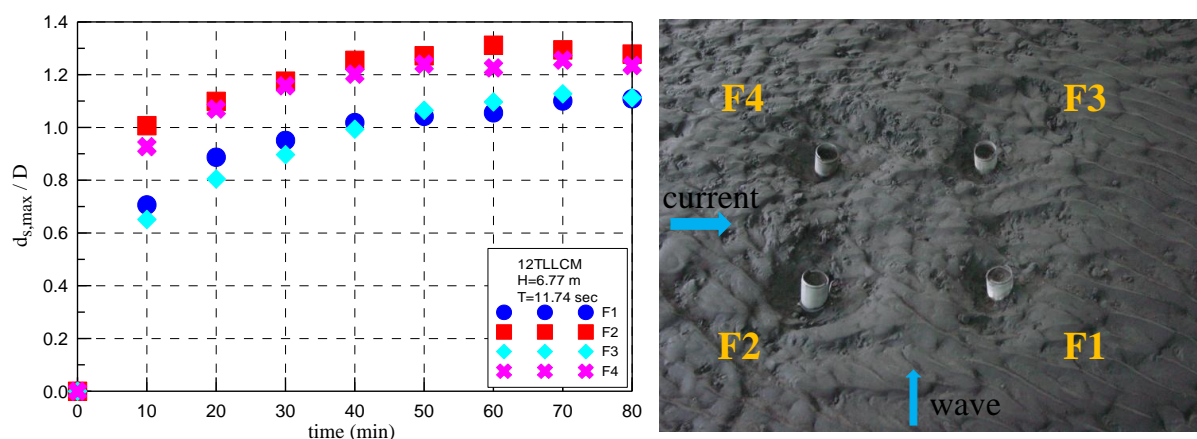 1.4
1.2
1.0
0.8
0.6
0.4
0.2
0.0
d_{s,max} / D
0 10 20 30 40 50 60 70 80
time (min)
12TLLCM
H=6.77 m
T=11.74 sec
F1
F2
F3
F4
F4 F3
current
F2 F1
wave